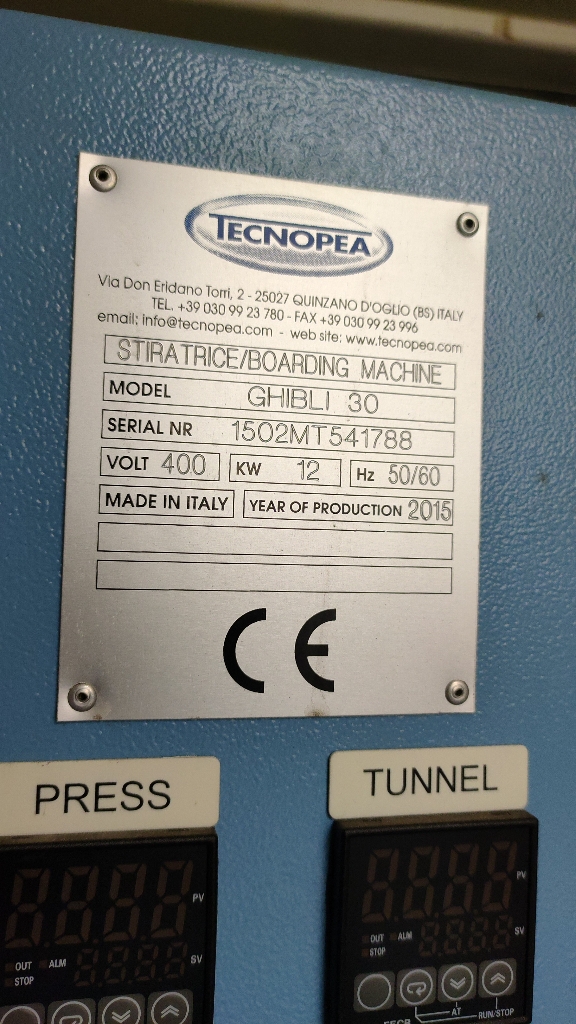 TECNOPEA
Via Don Eridano Torri, 2 - 25027 QUINZANO D'OGLIO (BS) ITALY
TEL. +39 030 99 23 780 - FAX +39 030 99 23 996
email: info@tecnopea.com - web site: www.tecnopea.com
STIRATRICE/BOARDING MACHINE
MODEL GHIBLI 30
SERIAL NR 1502MT541788
VOLT 400 KW 12 Hz 50/60
MADE IN ITALY YEAR OF PRODUCTION 2015
CE
PRESS TUNNEL
PV PV
OUT ALM SV OUT ALM SV
STOP STOP
AT RUN/STOP